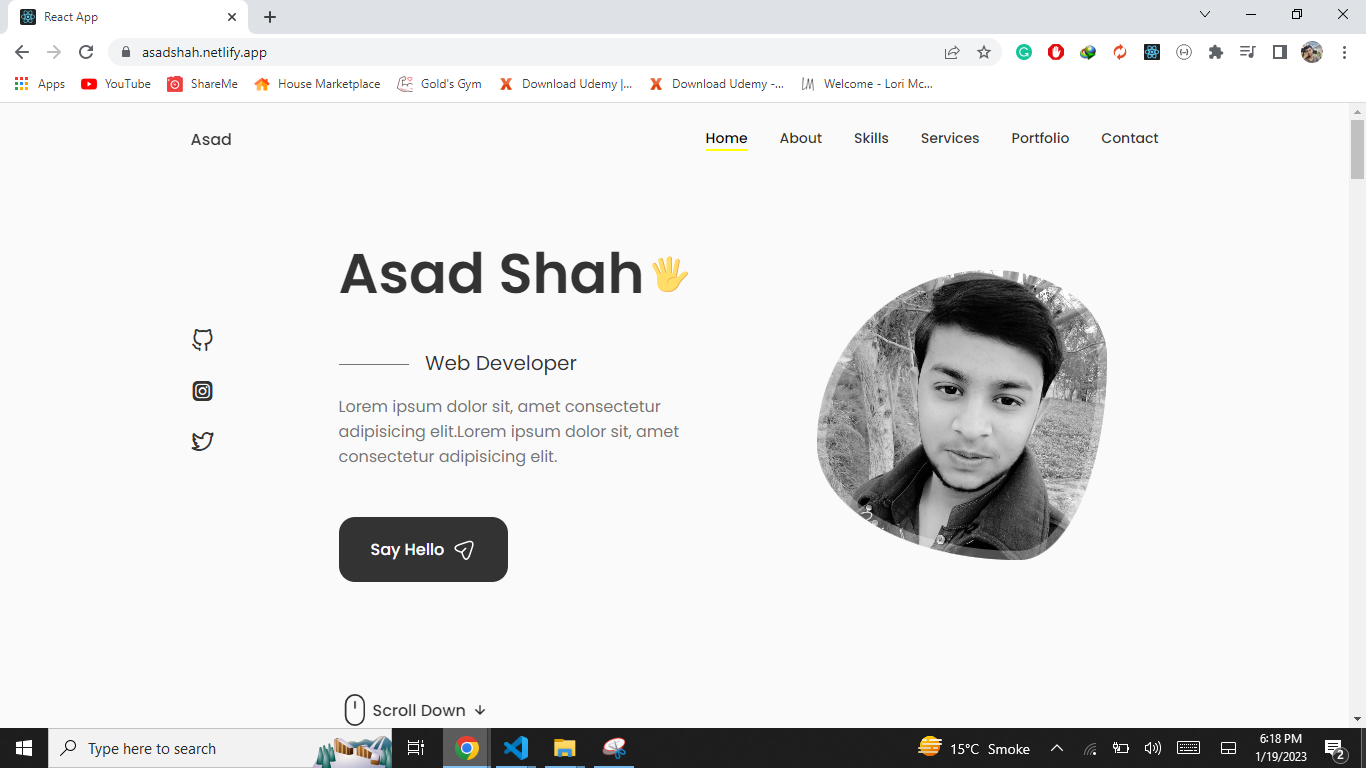 React App
asadshah.netlify.app
Apps
YouTube
ShareMe
House Marketplace
Gold's Gym
Download Udemy |...
Download Udemy -...
Welcome - Lori Mc...
Asad
Home
About
Skills
Services
Portfolio
Contact
Asad Shah
Web Developer
Lorem ipsum dolor sit, amet consectetur
adipisicing elit.Lorem ipsum dolor sit, amet
consectetur adipisicing elit.
Say Hello
Scroll Down
Type here to search
15°C Smoke
6:18 PM
1/19/2023
2